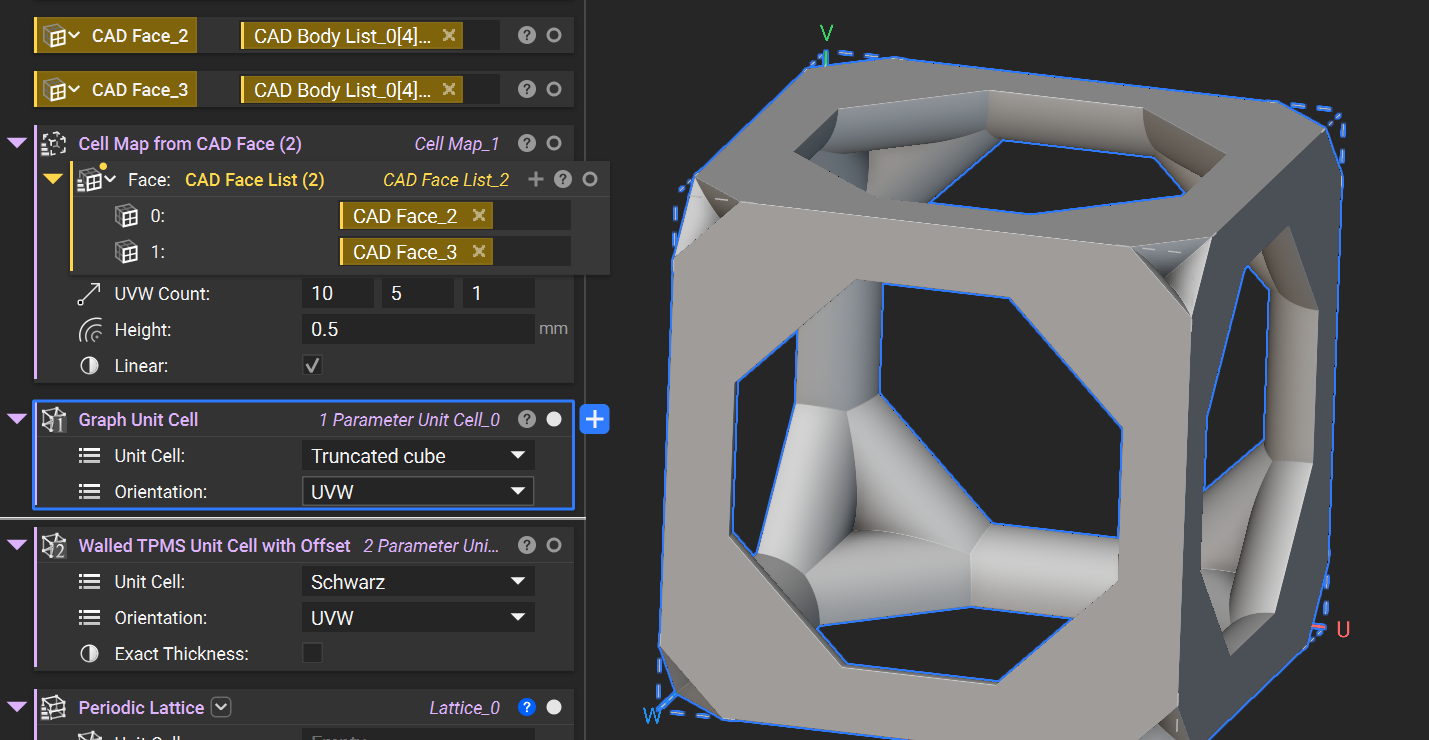 CAD Face_2 CAD Body List_0[4]... ?
CAD Face_3 CAD Body List_0[4]... ?
Cell Map from CAD Face (2) Cell Map_1 ?
Face: CAD Face List (2) CAD Face List_2 + ?
0: CAD Face_2
1: CAD Face_3
UVW Count: 10 5 1
Height: 0.5 mm
Linear:
1 Graph Unit Cell 1 Parameter Unit Cell_0 ?
Unit Cell: Truncated cube
Orientation: UVW
2 Walled TPMS Unit Cell with Offset 2 Parameter Uni... ?
Unit Cell: Schwarz
Orientation: UVW
Exact Thickness:
Periodic Lattice Lattice_0 ?
V
U
W